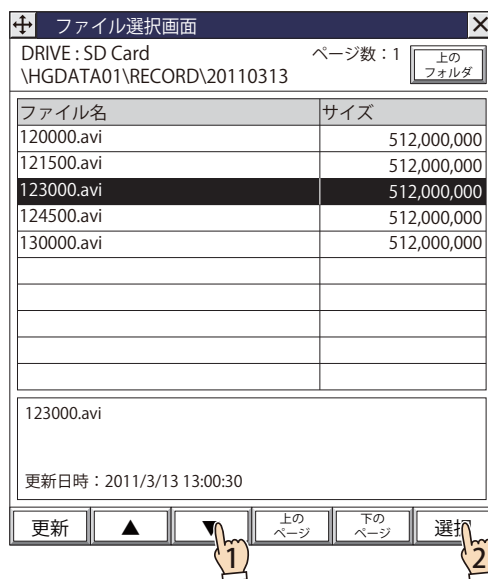 ファイル選択画面
DRIVE : SD Card
ページ数：1
\HGDATA01\RECORD\20110313
上の
フォルダ
ファイル名 サイズ
120000.avi 512,000,000
121500.avi 512,000,000
123000.avi 512,000,000
124500.avi 512,000,000
130000.avi 512,000,000
123000.avi
更新日時：2011/3/13 13:00:30
更新 ▲ ▼
上の
ページ
下の
ページ
選択
1
2